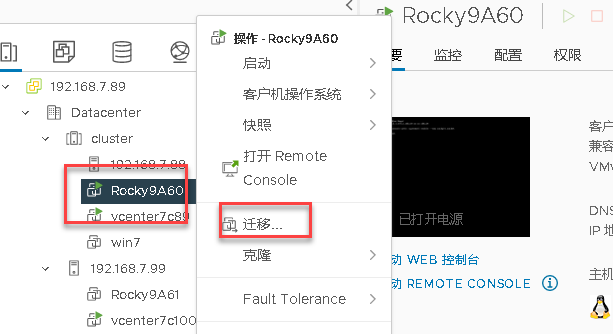 192.168.7.89
Datacenter
cluster
192.168.7.88
Rocky9A60
vcenter7c89
win7
192.168.7.99
Rocky9A61
vcenter7c100
操作 - Rocky9A60
启动
客户机操作系统
快照
打开 Remote
Console
迁移...
克隆
Fault Tolerance
Rocky9A60
要
监控
配置
权限
已打开电源
动 WEB 控制台
动 REMOTE CONSOLE
客户
兼容
VMv
DNS
IP 地
主机